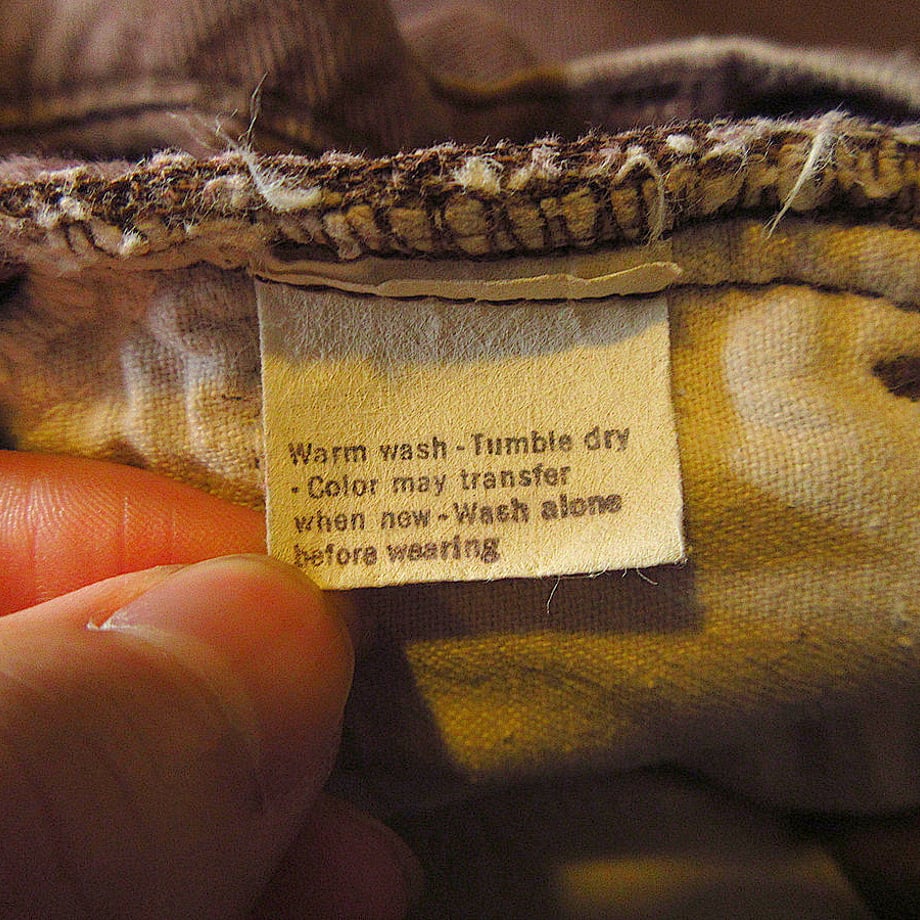 Warm wash - Tumble dry
- Color may transfer
when new - Wash alone
before wearing